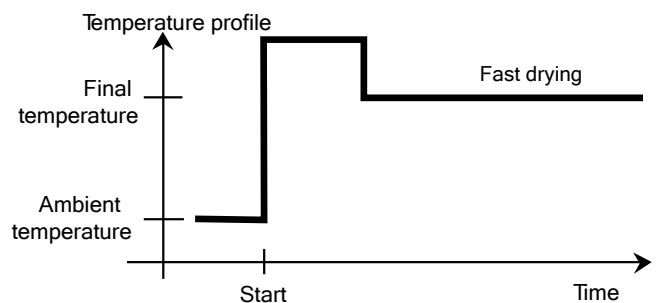 Temperature profile
Fast drying
Final
temperature
Ambient
temperature
Start
Time